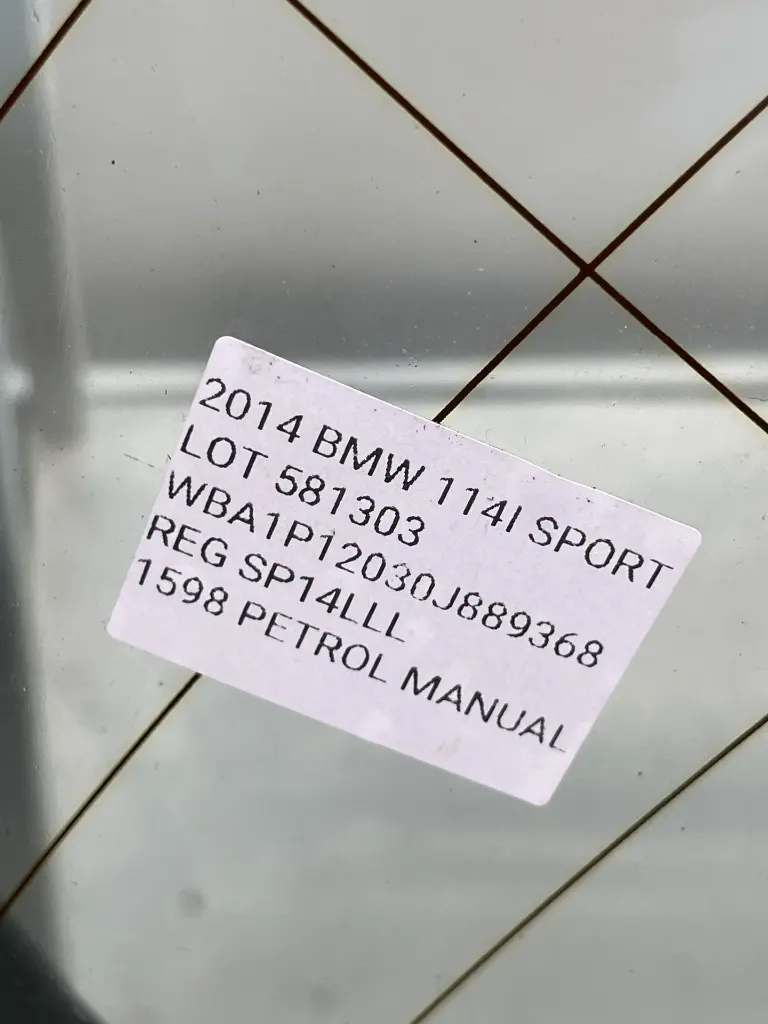 2014 BMW 114I SPORT
LOT 581303
WBA1P12030J889368
REG SP14LLL
1598 PETROL MANUAL